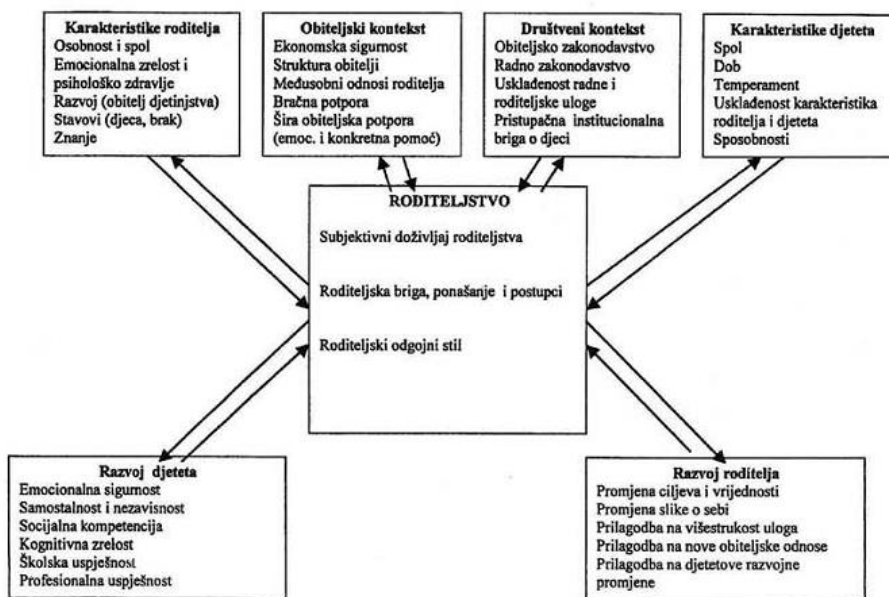 Karakteristike roditelja
Osobnost i spol
Emocionalna zrelost i
psihološko zdravlje
Razvoj (obitelj djetinjstva)
Stavovi (djeca, brak)
Znanje
Obiteljski kontekst
Ekonomska sigurnost
Struktura obitelji
Međusobni odnosi roditelja
Bračna potpora
Šira obiteljska potpora
(emoc. i konkretna pomoć)
Društveni kontekst
Obiteljsko zakonodavstvo
Radno zakonodavstvo
Usklađenost radne i
roditeljske uloge
Pristupačna institucionalna
briga o djeci
Karakteristike djeteta
Spol
Dob
Temperament
Usklađenost karakteristika
roditelja i djeteta
Sposobnosti
RODITELJSTVO
Subjektivni doživljaj roditeljstva
Roditeljska briga, ponašanje i postupci
Roditeljski odgojni stil
Razvoj djeteta
Emocionalna sigurnost
Samostalnost i nezavisnost
Socijalna kompetencija
Kognitivna zrelost
Školska uspješnost
Profesionalna uspješnost
Razvoj roditelja
Promjena ciljeva i vrijednosti
Promjena slike o sebi
Prilagodba na višestrukost uloga
Prilagodba na nove obiteljske odnose
Prilagodba na djetetove razvojne
promjene